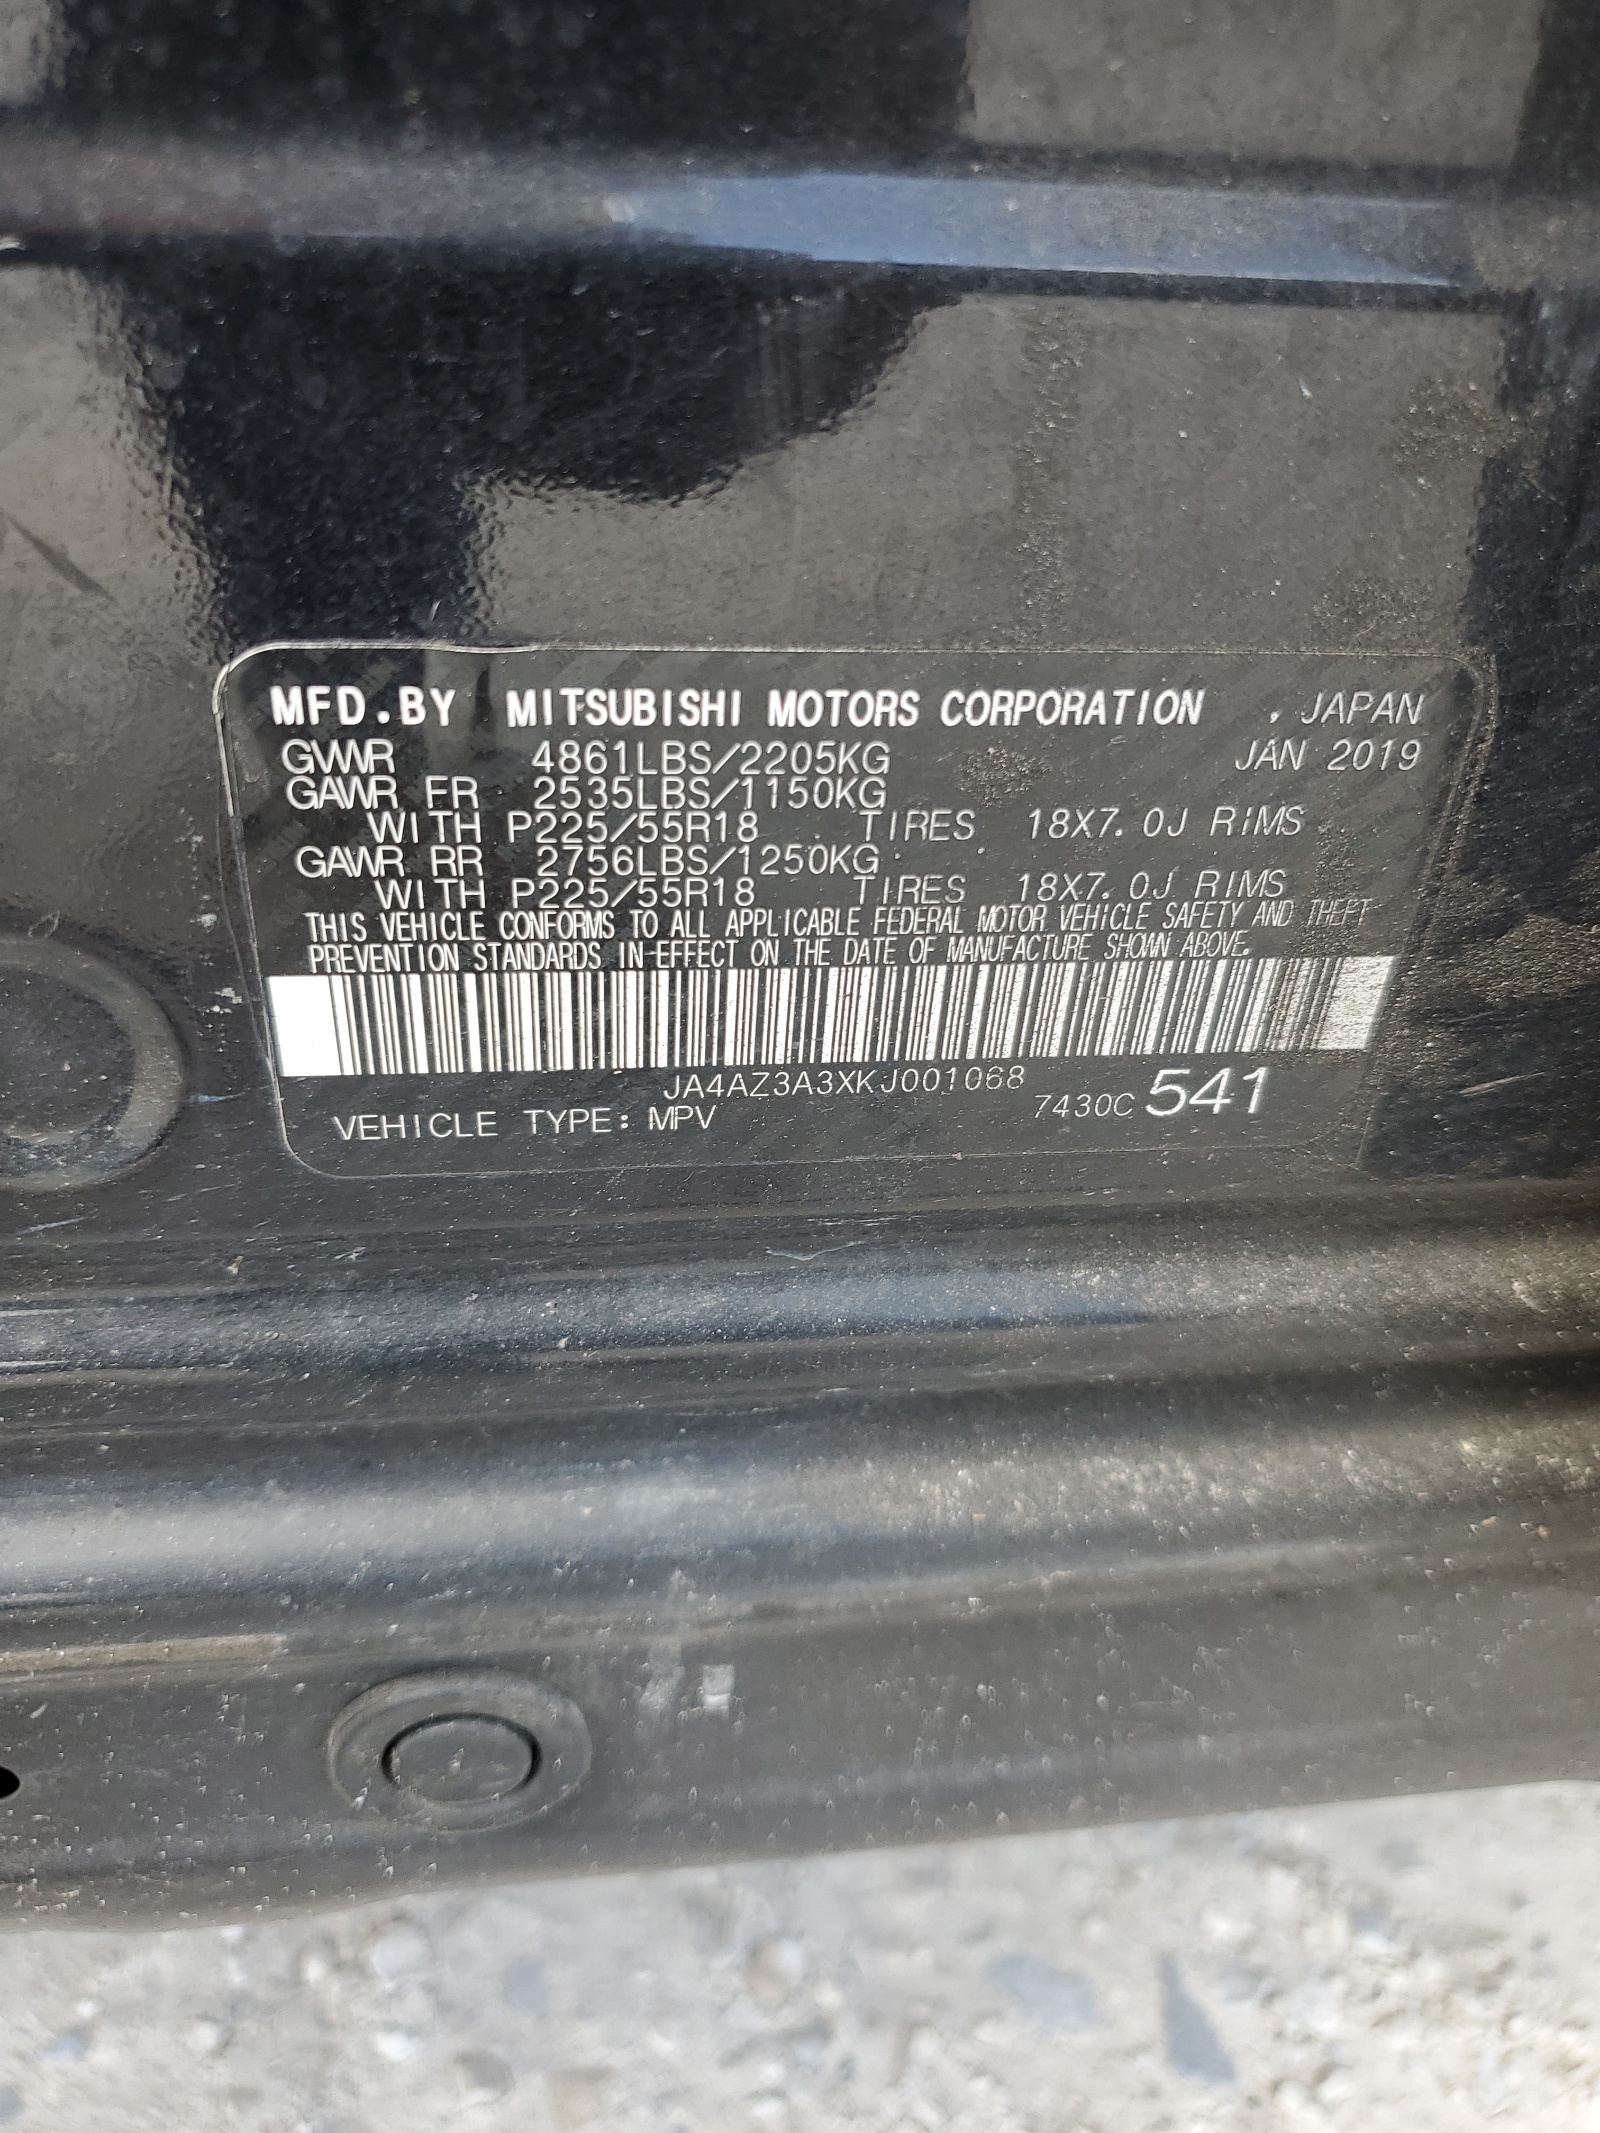 MFD.BY MITSUBISHI MOTORS CORPORATION , JAPAN
GVWR 4861LBS/2205KG JAN 2019
GAWR FR 2535LBS/1150KG
WITH P225/55R18 TIRES 18X7.0J RIMS
GAWR RR 2756LBS/1250KG
WITH P225/55R18 TIRES 18X7.0J RIMS
THIS VEHICLE CONFORMS TO ALL APPLICABLE FEDERAL MOTOR VEHICLE SAFETY AND THEFT
PREVENTION STANDARDS IN EFFECT ON THE DATE OF MANUFACTURE SHOWN ABOVE.
JA4AZ3A3XKJ001068
VEHICLE TYPE: MPV 7430C 541